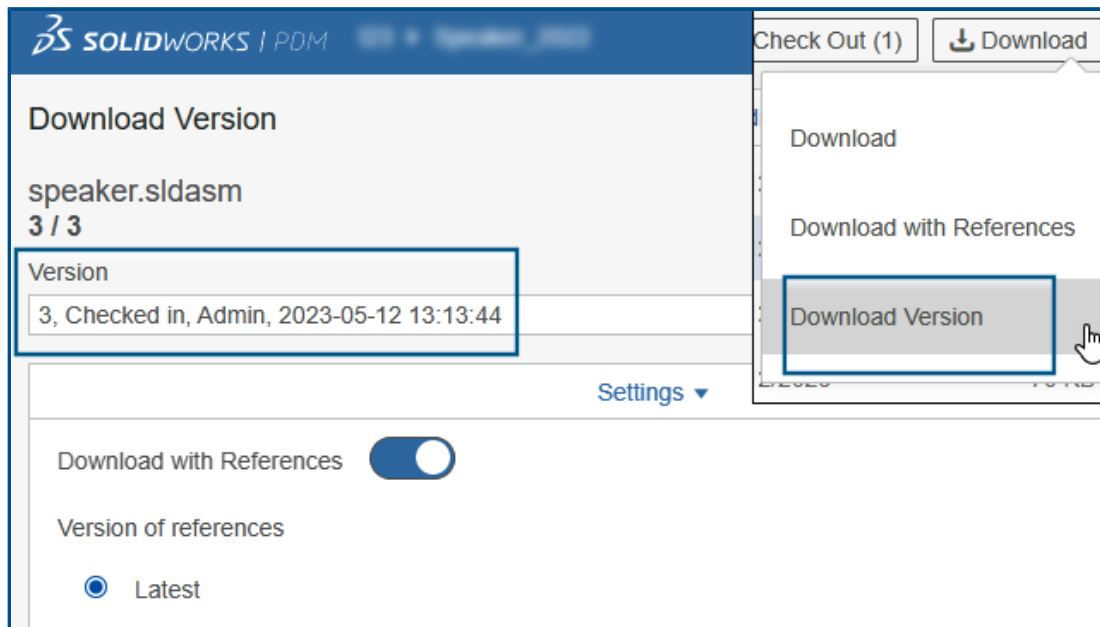 SOLIDWORKS | PDM
Check Out (1)
Download
Download Version
speaker.sldasm
3 / 3
Version
3, Checked in, Admin, 2023-05-12 13:13:44
Settings
Download with References
Version of references
Latest
Download
Download with References
Download Version